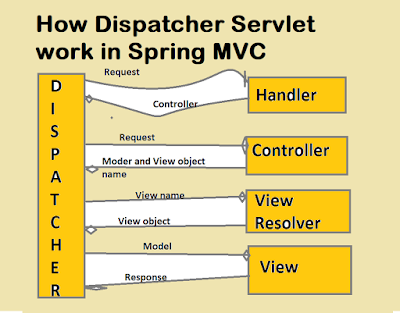 How Dispatcher Servlet
work in Spring MVC
DISPATCHER
Request
Controller
Handler
Request
Moder and View object
name
Controller
View name
View object
View
Resolver
Model
Response
View